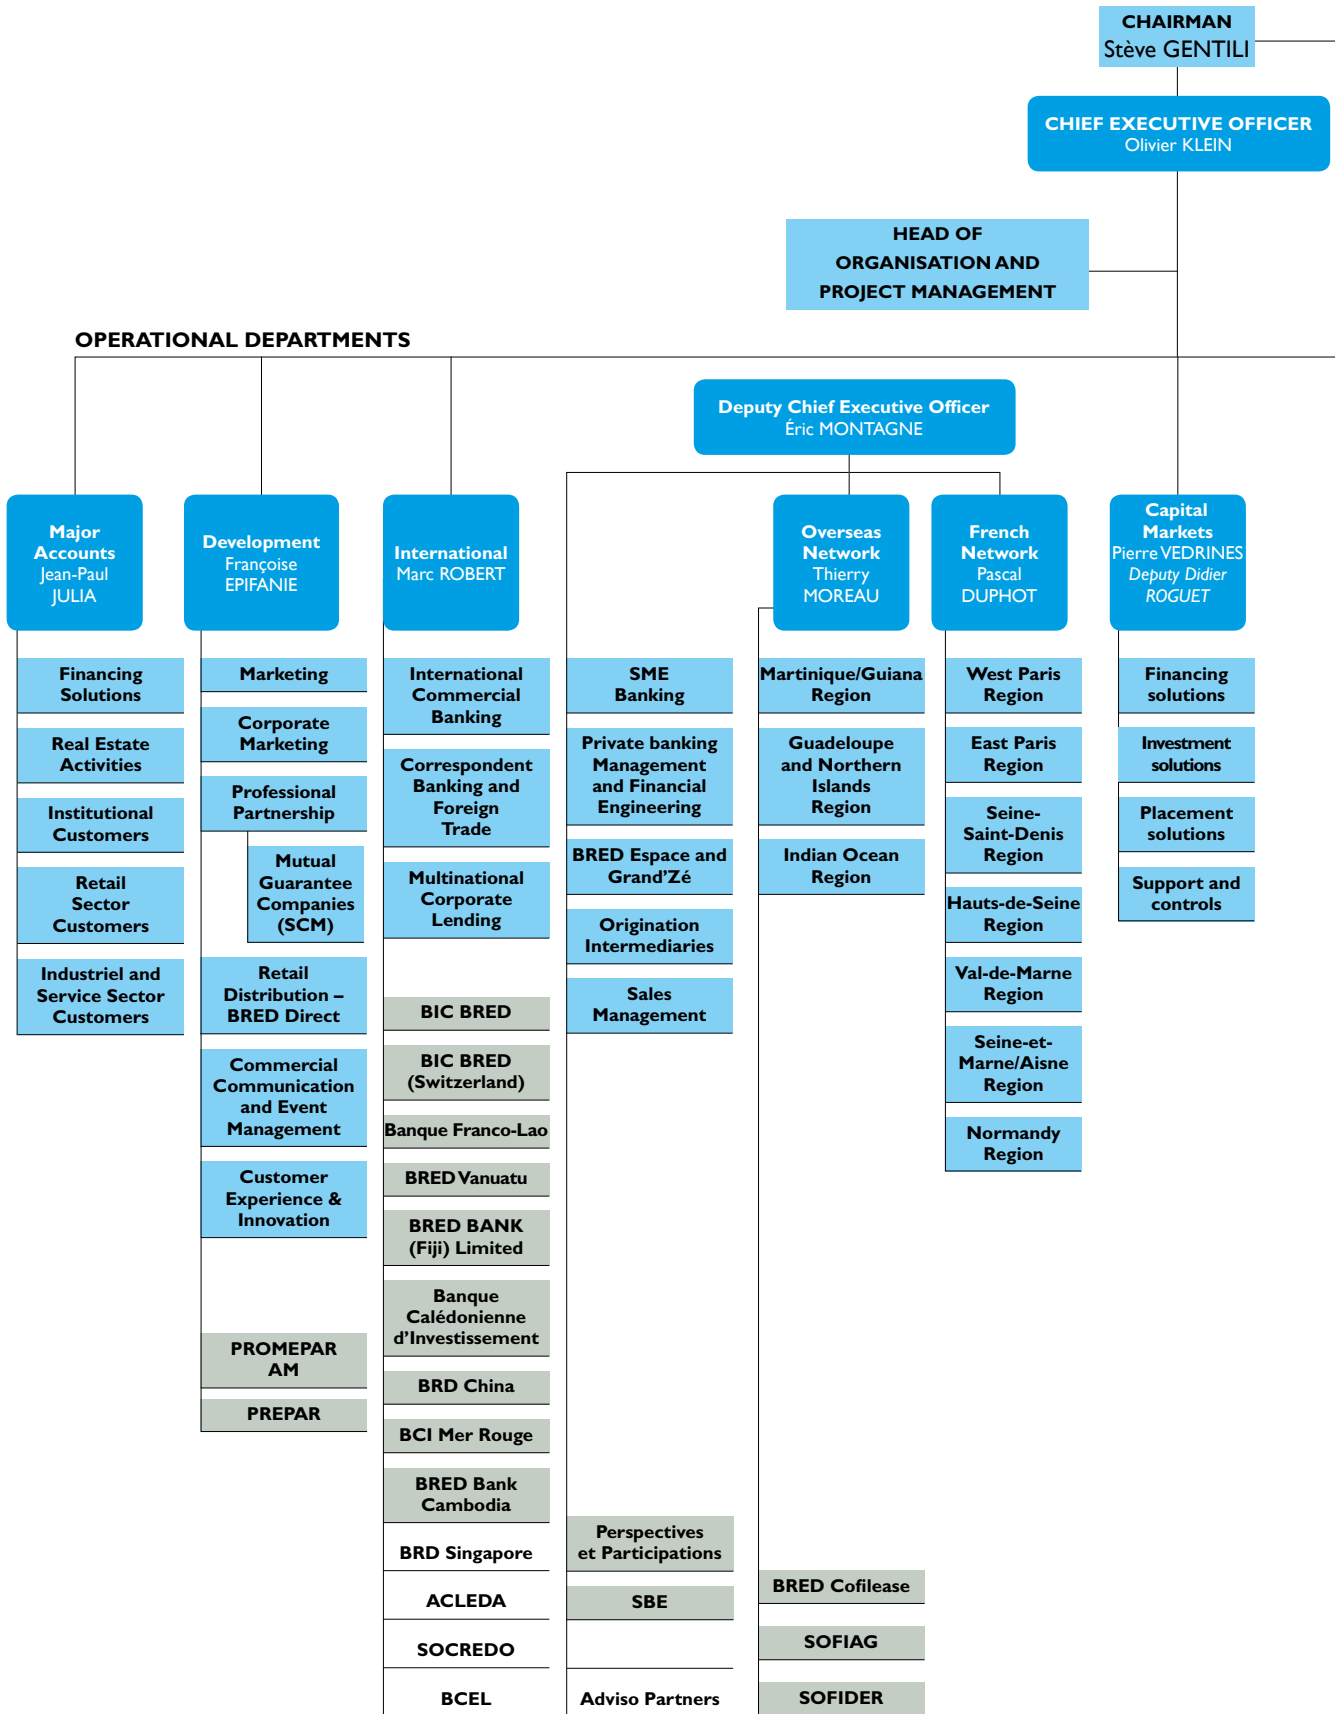 CHAIRMAN
Stève GENTILI
CHIEF EXECUTIVE OFFICER
Olivier KLEIN
HEAD OF
ORGANISATION AND
PROJECT MANAGEMENT
OPERATIONAL DEPARTMENTS
Deputy Chief Executive Officer
Éric MONTAGNE
Major
Accounts
Jean-Paul
JULIA
Financing
Solutions
Real Estate
Activities
Institutional
Customers
Retail
Sector
Customers
Industriel and
Service Sector
Customers
Development
Françoise
EPIFANIE
Marketing
Corporate
Marketing
Professional
Partnership
Mutual
Guarantee
Companies
(SCM)
Retail
Distribution –
BRED Direct
Commercial
Communication
and Event
Management
Customer
Experience &
Innovation
PROMEPAR
AM
PREPAR
International
Marc ROBERT
International
Commercial
Banking
Correspondent
Banking and
Foreign
Trade
Multinational
Corporate
Lending
BIC BRED
BIC BRED
(Switzerland)
Banque Franco-Lao
BRED Vanuatu
BRED BANK
(Fiji) Limited
Banque
Calédonienne
d'Investissement
BRD China
BCI Mer Rouge
BRED Bank
Cambodia
BRD Singapore
ACLEDA
SOCREDO
BCEL
SME
Banking
Private banking
Management
and Financial
Engineering
BRED Espace and
Grand'Zé
Origination
Intermediaries
Sales
Management
Perspectives
et Participations
SBE
Adviso Partners
Overseas
Network
Thierry
MOREAU
Martinique/Guiana
Region
Guadeloupe
and Northern
Islands
Region
Indian Ocean
Region
BRED Cofilease
SOFIAG
SOFIDER
French
Network
Pascal
DUPHOT
West Paris
Region
East Paris
Region
Seine-
Saint-Denis
Region
Hauts-de-Seine
Region
Val-de-Marne
Region
Seine-et-
Marne/Aisne
Region
Normandy
Region
Capital
Markets
Pierre VEDRINES
Deputy Didier
ROGUET
Financing
solutions
Investment
solutions
Placement
solutions
Support and
controls